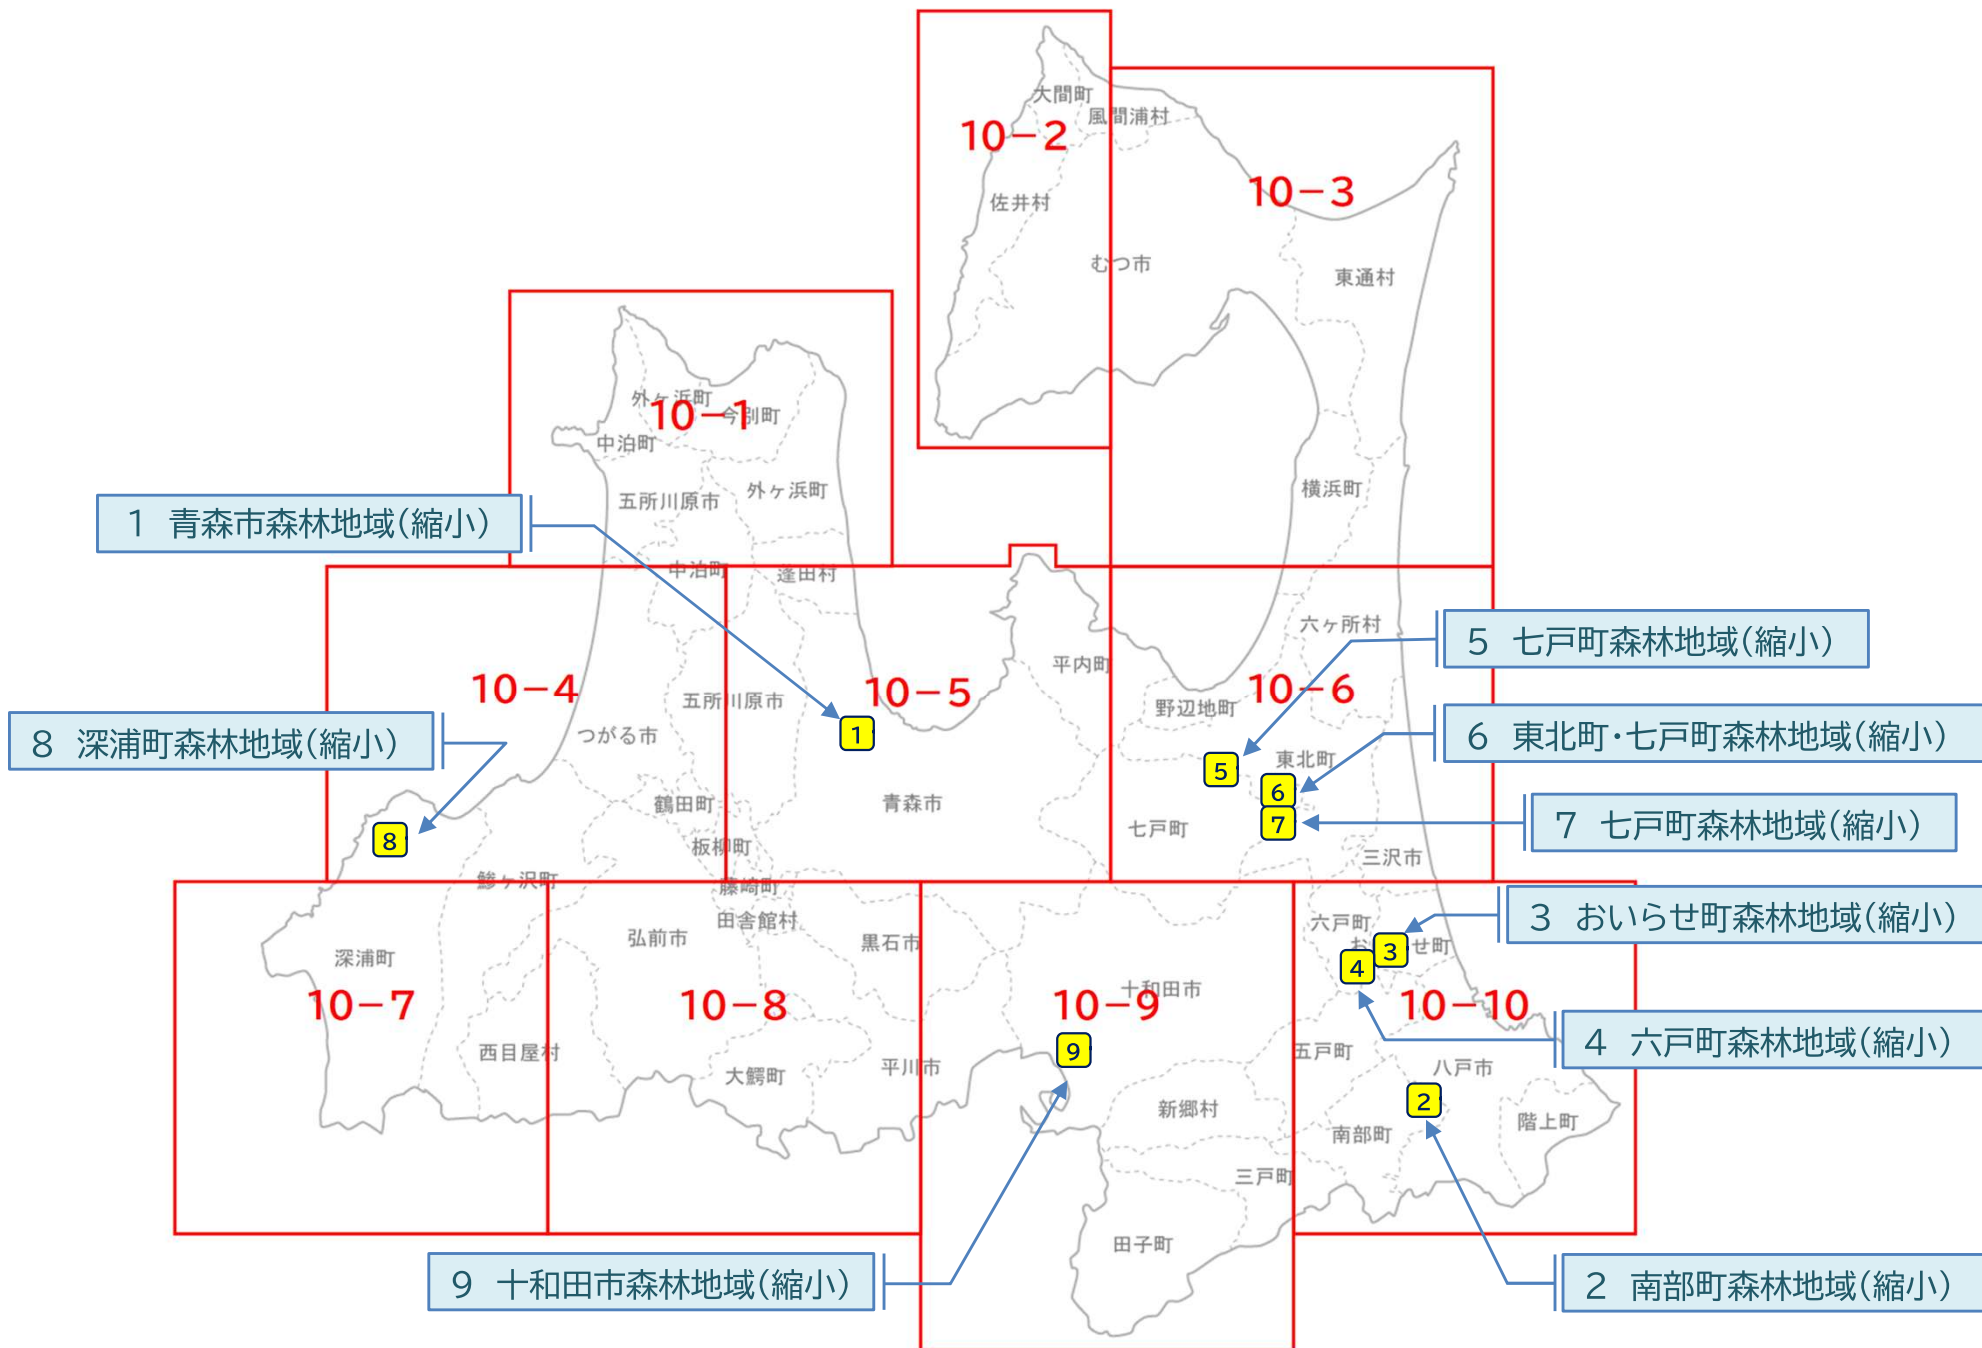 大間町
風間浦村
10-2
10-3
佐井村
むつ市
東通村
外ヶ浜町
10-1
今別町
中泊町
五所川原市
外ヶ浜町
横浜町
1 青森市森林地域(縮小)
中泊町
蓬田村
六ヶ所村
5 七戸町森林地域(縮小)
平内町
10-4
10-5
10-6
五所川原市
野辺地町
つがる市
1
6 東北町・七戸町森林地域(縮小)
8 深浦町森林地域(縮小)
東北町
5
6
鶴田町
青森市
7
七戸町
7 七戸町森林地域(縮小)
8
板柳町
三沢市
鰺ヶ沢町
藤崎町
田舎館村
六戸町
3 おいらせ町森林地域(縮小)
弘前市
黒石市
お
3
せ町
深浦町
4
十和田市
10-7
10-8
10-9
10-10
4 六戸町森林地域(縮小)
西目屋村
9
五戸町
大鰐町
平川市
八戸市
新郷村
2
階上町
南部町
三戸町
田子町
9 十和田市森林地域(縮小)
2 南部町森林地域(縮小)